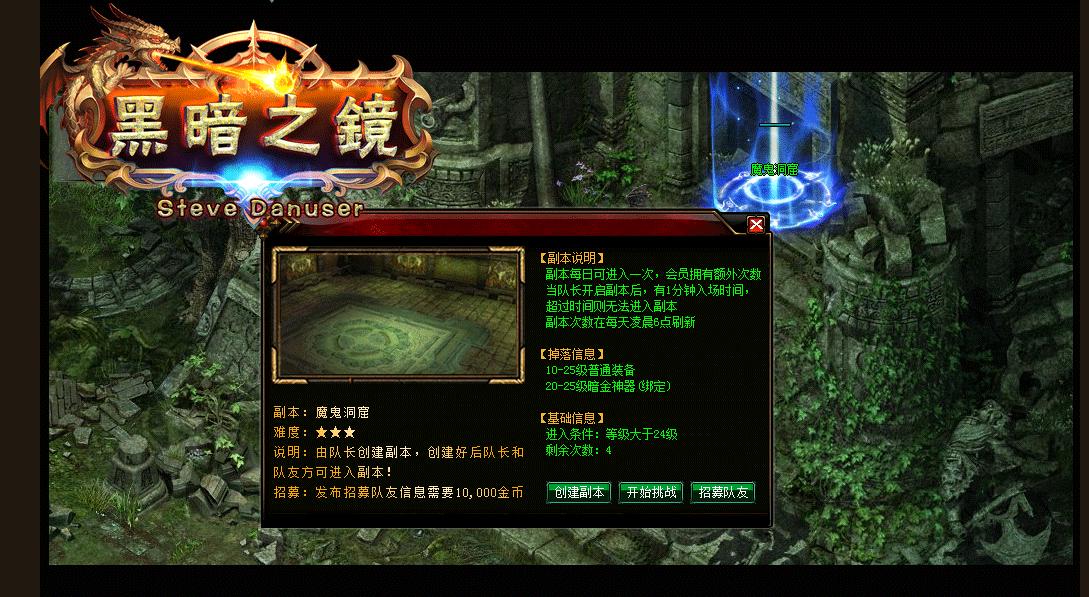 黑暗之鏡
Steve Danuser
魔鬼洞窟
【副本说明】
副本每日可进入一次，会员拥有额外次数
当队长开启副本后，有1分钟入场时间，
超过时间则无法进入副本
副本次数在每天凌晨6点刷新
【掉落信息】
10-25级普通装备
20-25级暗金神器(绑定)
【基础信息】
进入条件：等级大于24级
剩余次数：4
副本：魔鬼洞窟
难度：★★★
说明：由队长创建副本，创建好后队长和
队友方可进入副本！
招募：发布招募队友信息需要10,000金币
创建副本 开始挑战 招募队友